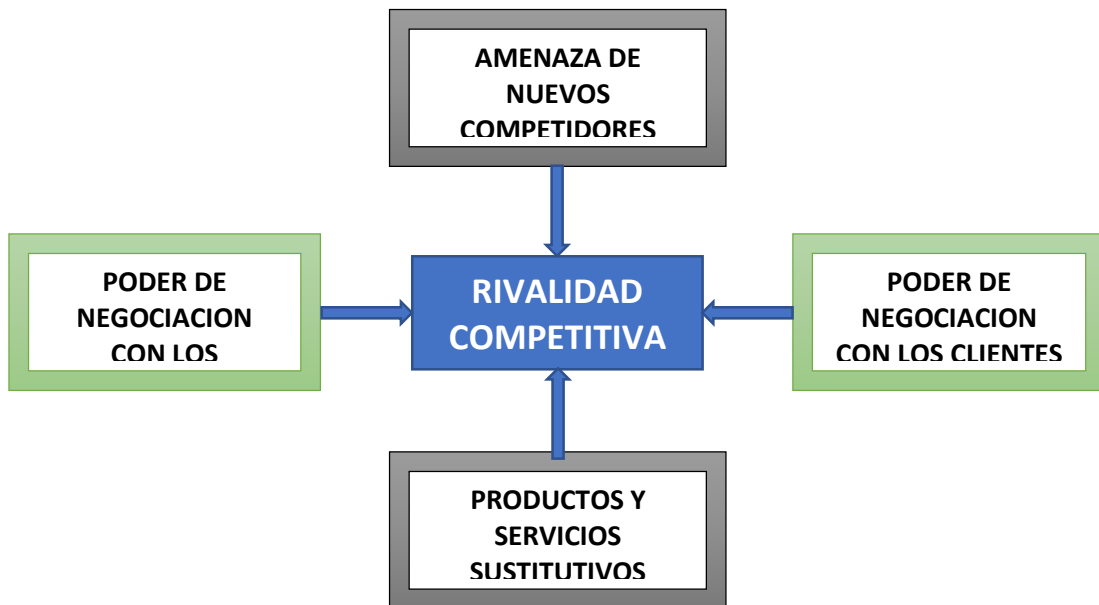 AMENAZA DE
NUEVOS
COMPETIDORES
PODER DE
NEGOCIACION
CON LOS
RIVALIDAD
COMPETITIVA
PODER DE
NEGOCIACION
CON LOS CLIENTES
PRODUCTOS Y
SERVICIOS
SUSTITUTIVOS